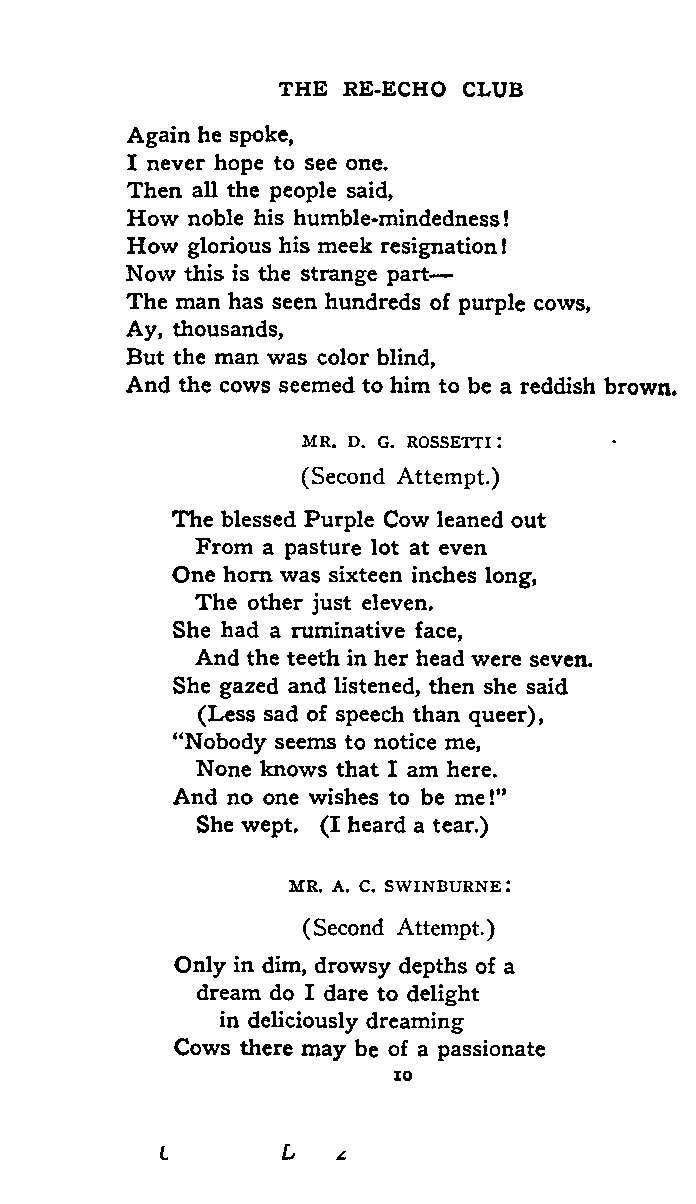 THE RE-ECHO CLUB
Again he spoke,
I never hope to see one.
Then all the people said,
How noble his humble-mindedness!
How glorious his meek resignation!
Now this is the strange part—
The man has seen hundreds of purple cows,
Ay, thousands,
But the man was color blind,
And the cows seemed to him to be a reddish brown.
MR. D. G. ROSSETTI:
(Second Attempt.)
The blessed Purple Cow leaned out
From a pasture lot at even
One horn was sixteen inches long,
The other just eleven.
She had a ruminative face,
And the teeth in her head were seven.
She gazed and listened, then she said
(Less sad of speech than queer),
“Nobody seems to notice me,
None knows that I am here.
And no one wishes to be me!”
She wept. (I heard a tear.)
MR. A. C. SWINBURNE:
(Second Attempt.)
Only in dim, drowsy depths of a
dream do I dare to delight
in deliciously dreaming
Cows there may be of a passionate
10